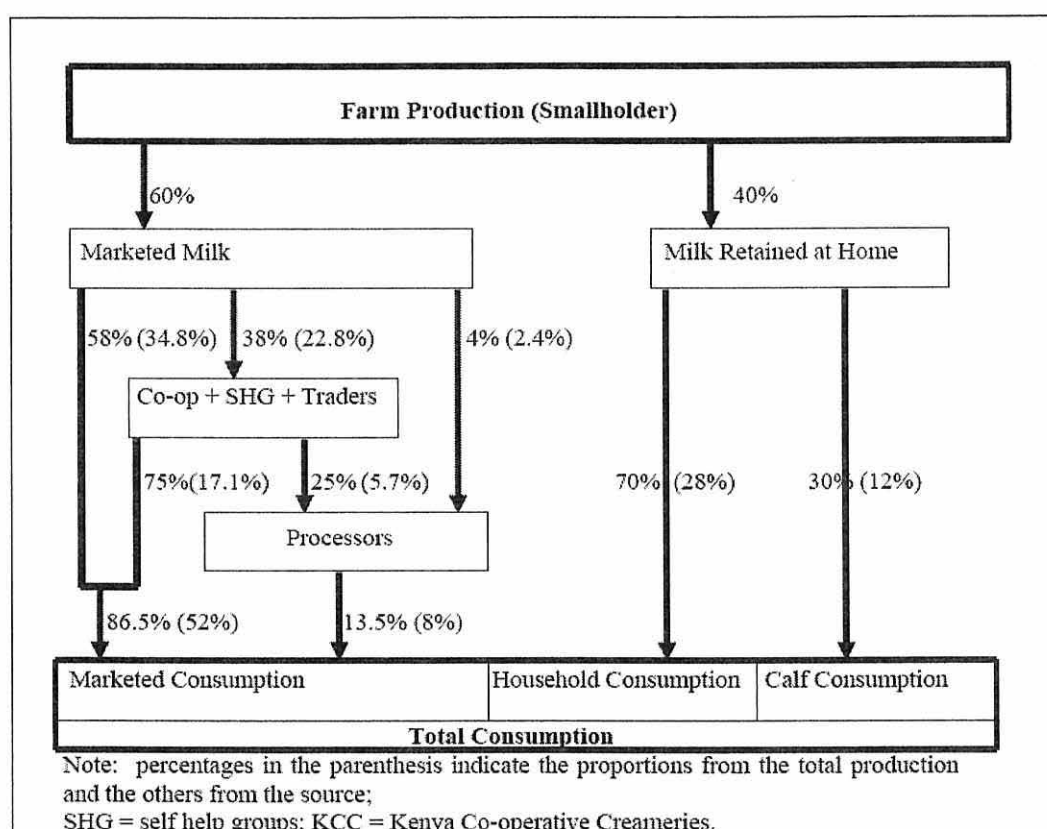 Farm Production (Smallholder)
60%
40%
Marketed Milk
Milk Retained at Home
58% (34.8%)
38% (22.8%)
4% (2.4%)
Co-op + SHG + Traders
75%(17.1%)
25% (5.7%)
70% (28%)
30% (12%)
Processors
86.5% (52%)
13.5% (8%)
Marketed Consumption
Household Consumption
Calf Consumption
Total Consumption
Note: percentages in the parenthesis indicate the proportions from the total production
and the others from the source;
SHG = self help groups; KCC = Kenya Co-operative Creameries.